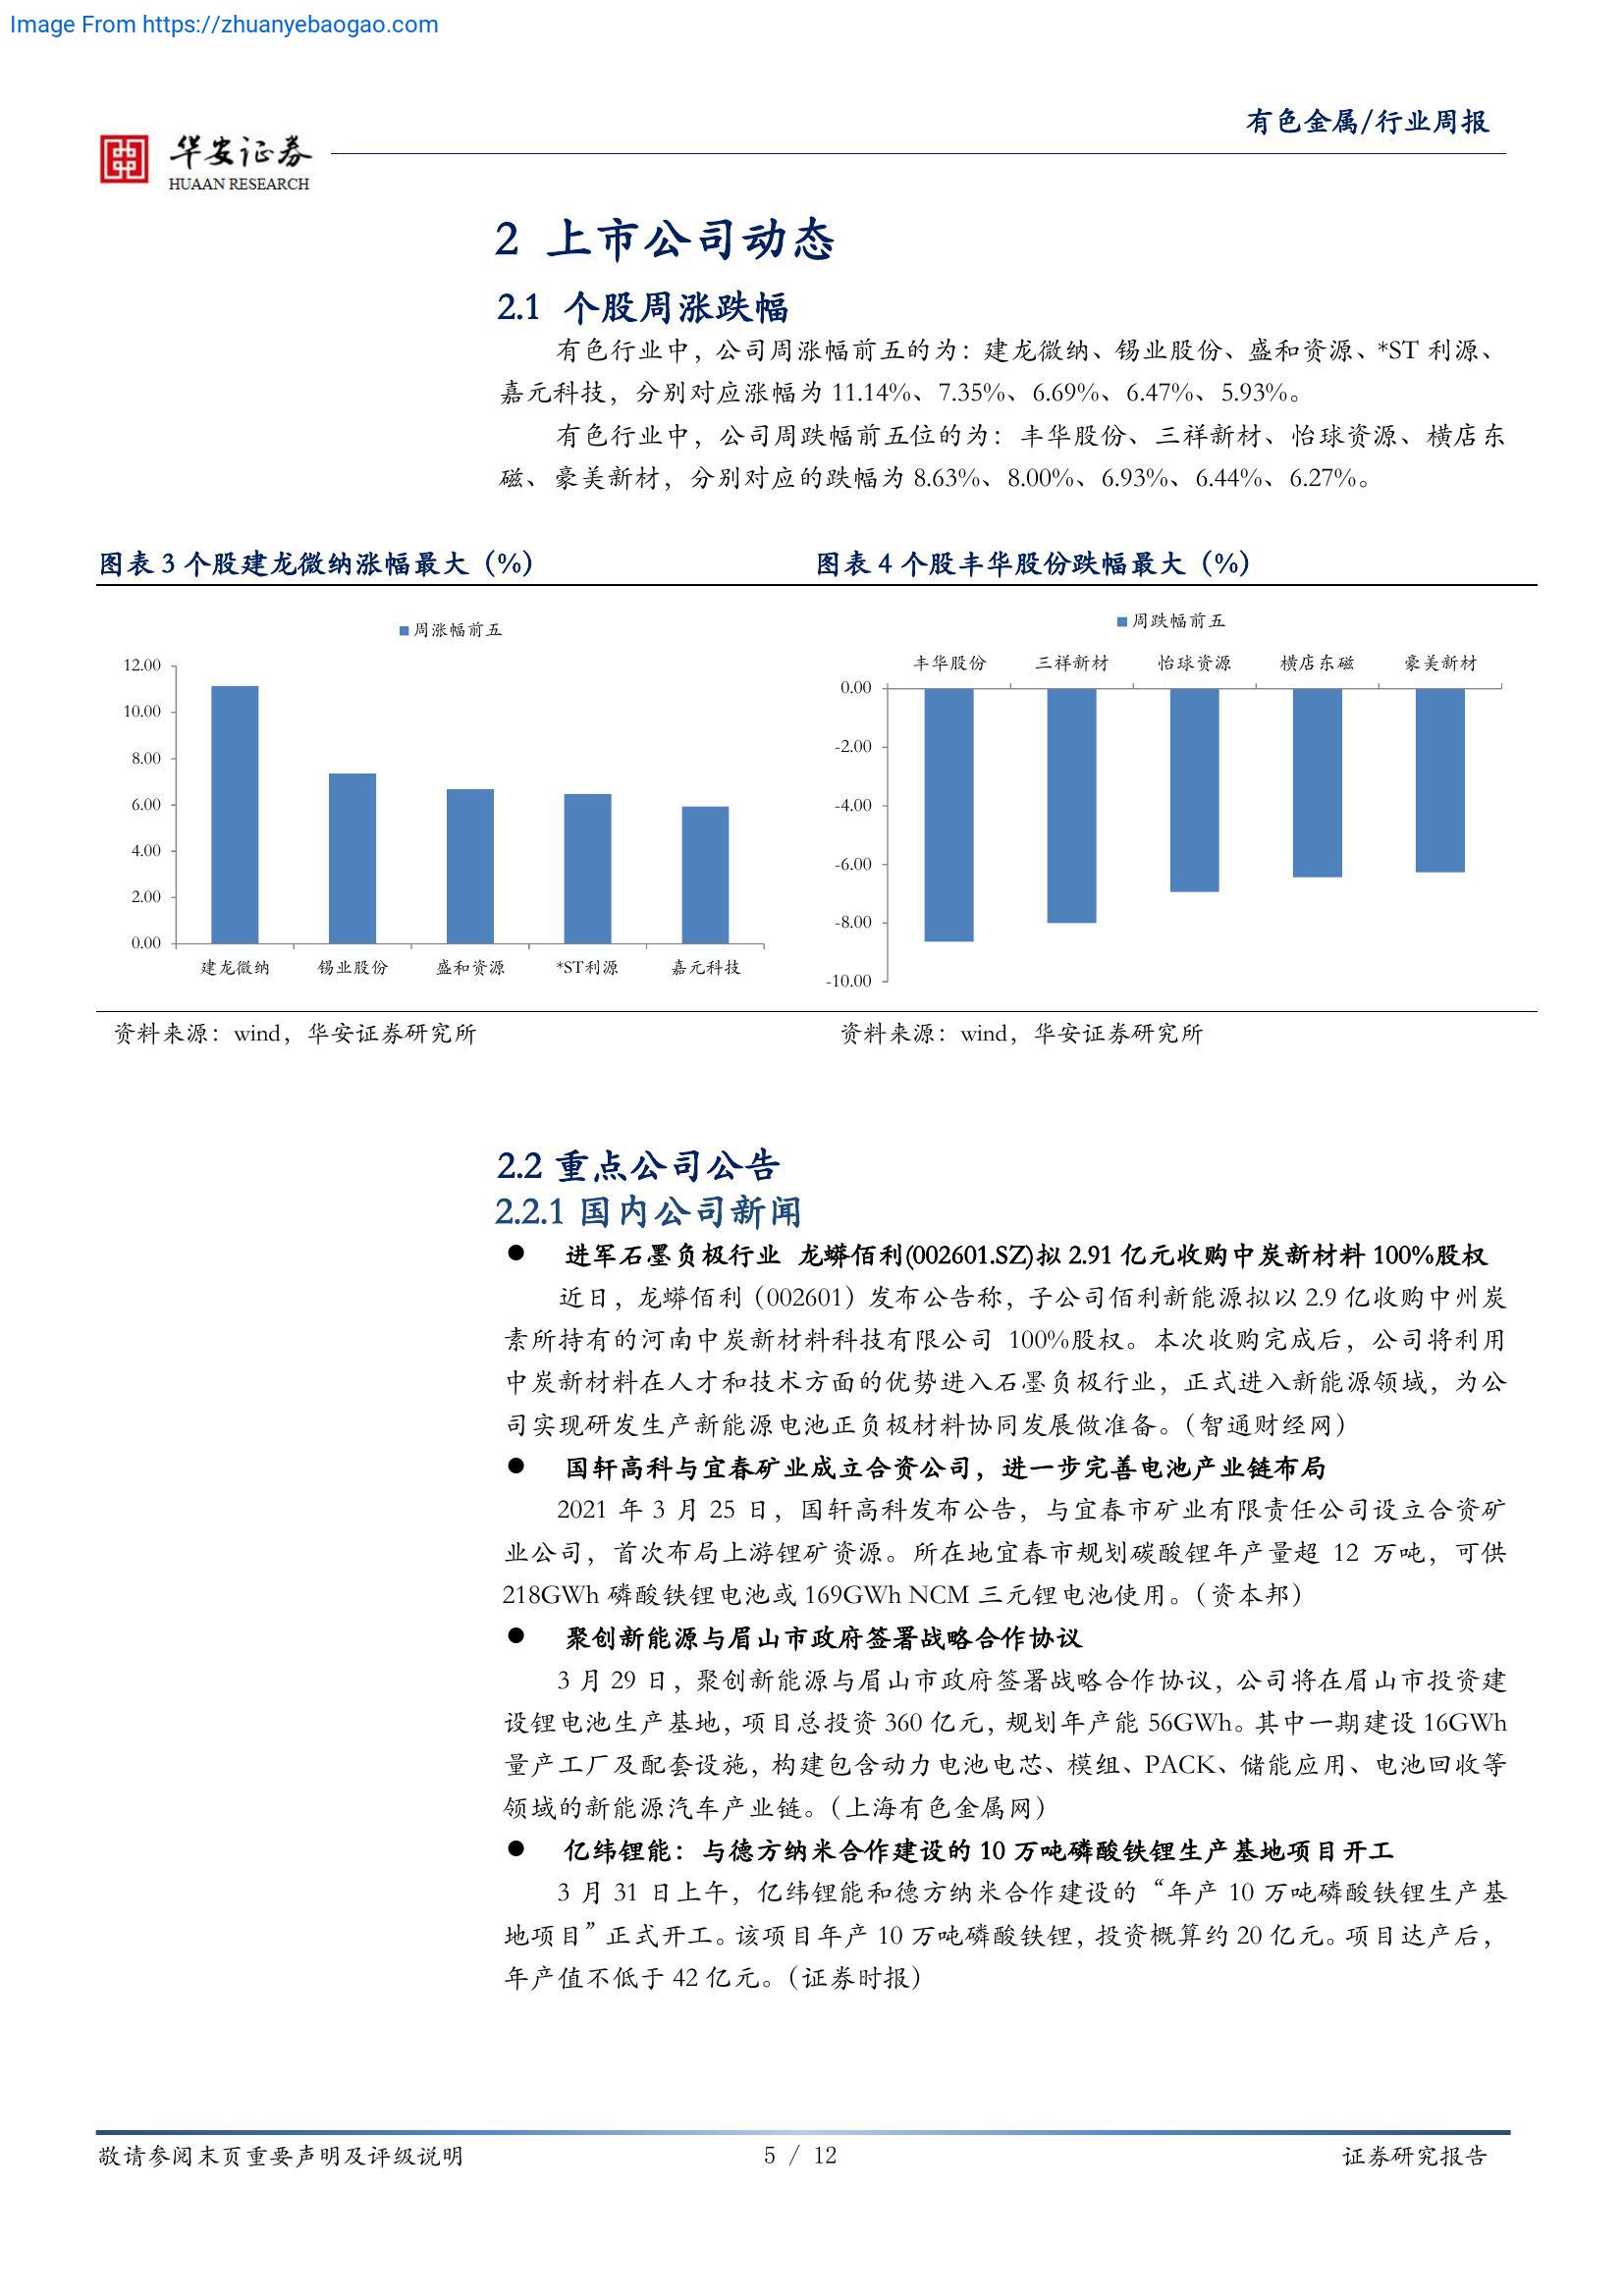 Image From https://zhuanyebaogao.com
有色金属/行业周报
华安证券
HUAAN RESEARCH
2 上市公司动态
2.1 个股周涨跌幅
有色行业中，公司周涨幅前五的为：建龙微纳、锡业股份、盛和资源、*ST 利源、
嘉元科技，分别对应涨幅为 11.14%、7.35%、6.69%、6.47%、5.93%。
有色行业中，公司周跌幅前五位的为：丰华股份、三祥新材、怡球资源、横店东
磁、豪美新材，分别对应的跌幅为 8.63%、8.00%、6.93%、6.44%、6.27%。
图表 3 个股建龙微纳涨幅最大（%）
周涨幅前五
12.00
10.00
8.00
6.00
4.00
2.00
0.00
建龙微纳 锡业股份 盛和资源 *ST利源 嘉元科技
资料来源：wind，华安证券研究所
图表 4 个股丰华股份跌幅最大（%）
周跌幅前五
丰华股份 三祥新材 怡球资源 横店东磁 豪美新材
0.00
-2.00
-4.00
-6.00
-8.00
-10.00
资料来源：wind，华安证券研究所
2.2 重点公司公告
2.2.1 国内公司新闻
● 进军石墨负极行业 龙蟒佰利(002601.SZ)拟 2.91 亿元收购中炭新材料 100%股权
近日，龙蟒佰利（002601）发布公告称，子公司佰利新能源拟以 2.9 亿收购中州炭
素所持有的河南中炭新材料科技有限公司 100%股权。本次收购完成后，公司将利用
中炭新材料在人才和技术方面的优势进入石墨负极行业，正式进入新能源领域，为公
司实现研发生产新能源电池正负极材料协同发展做准备。（智通财经网）
● 国轩高科与宜春矿业成立合资公司，进一步完善电池产业链布局
2021 年 3 月 25 日，国轩高科发布公告，与宜春市矿业有限责任公司设立合资矿
业公司，首次布局上游锂矿资源。所在地宜春市规划碳酸锂年产量超 12 万吨，可供
218GWh 磷酸铁锂电池或 169GWh NCM 三元锂电池使用。（资本邦）
● 聚创新能源与眉山市政府签署战略合作协议
3 月 29 日，聚创新能源与眉山市政府签署战略合作协议，公司将在眉山市投资建
设锂电池生产基地，项目总投资 360 亿元，规划年产能 56GWh。其中一期建设 16GWh
量产工厂及配套设施，构建包含动力电池电芯、模组、PACK、储能应用、电池回收等
领域的新能源汽车产业链。（上海有色金属网）
● 亿纬锂能：与德方纳米合作建设的 10 万吨磷酸铁锂生产基地项目开工
3 月 31 日上午，亿纬锂能和德方纳米合作建设的“年产 10 万吨磷酸铁锂生产基
地项目”正式开工。该项目年产 10 万吨磷酸铁锂，投资概算约 20 亿元。项目达产后，
年产值不低于 42 亿元。（证券时报）
敬请参阅末页重要声明及评级说明 5 / 12 证券研究报告